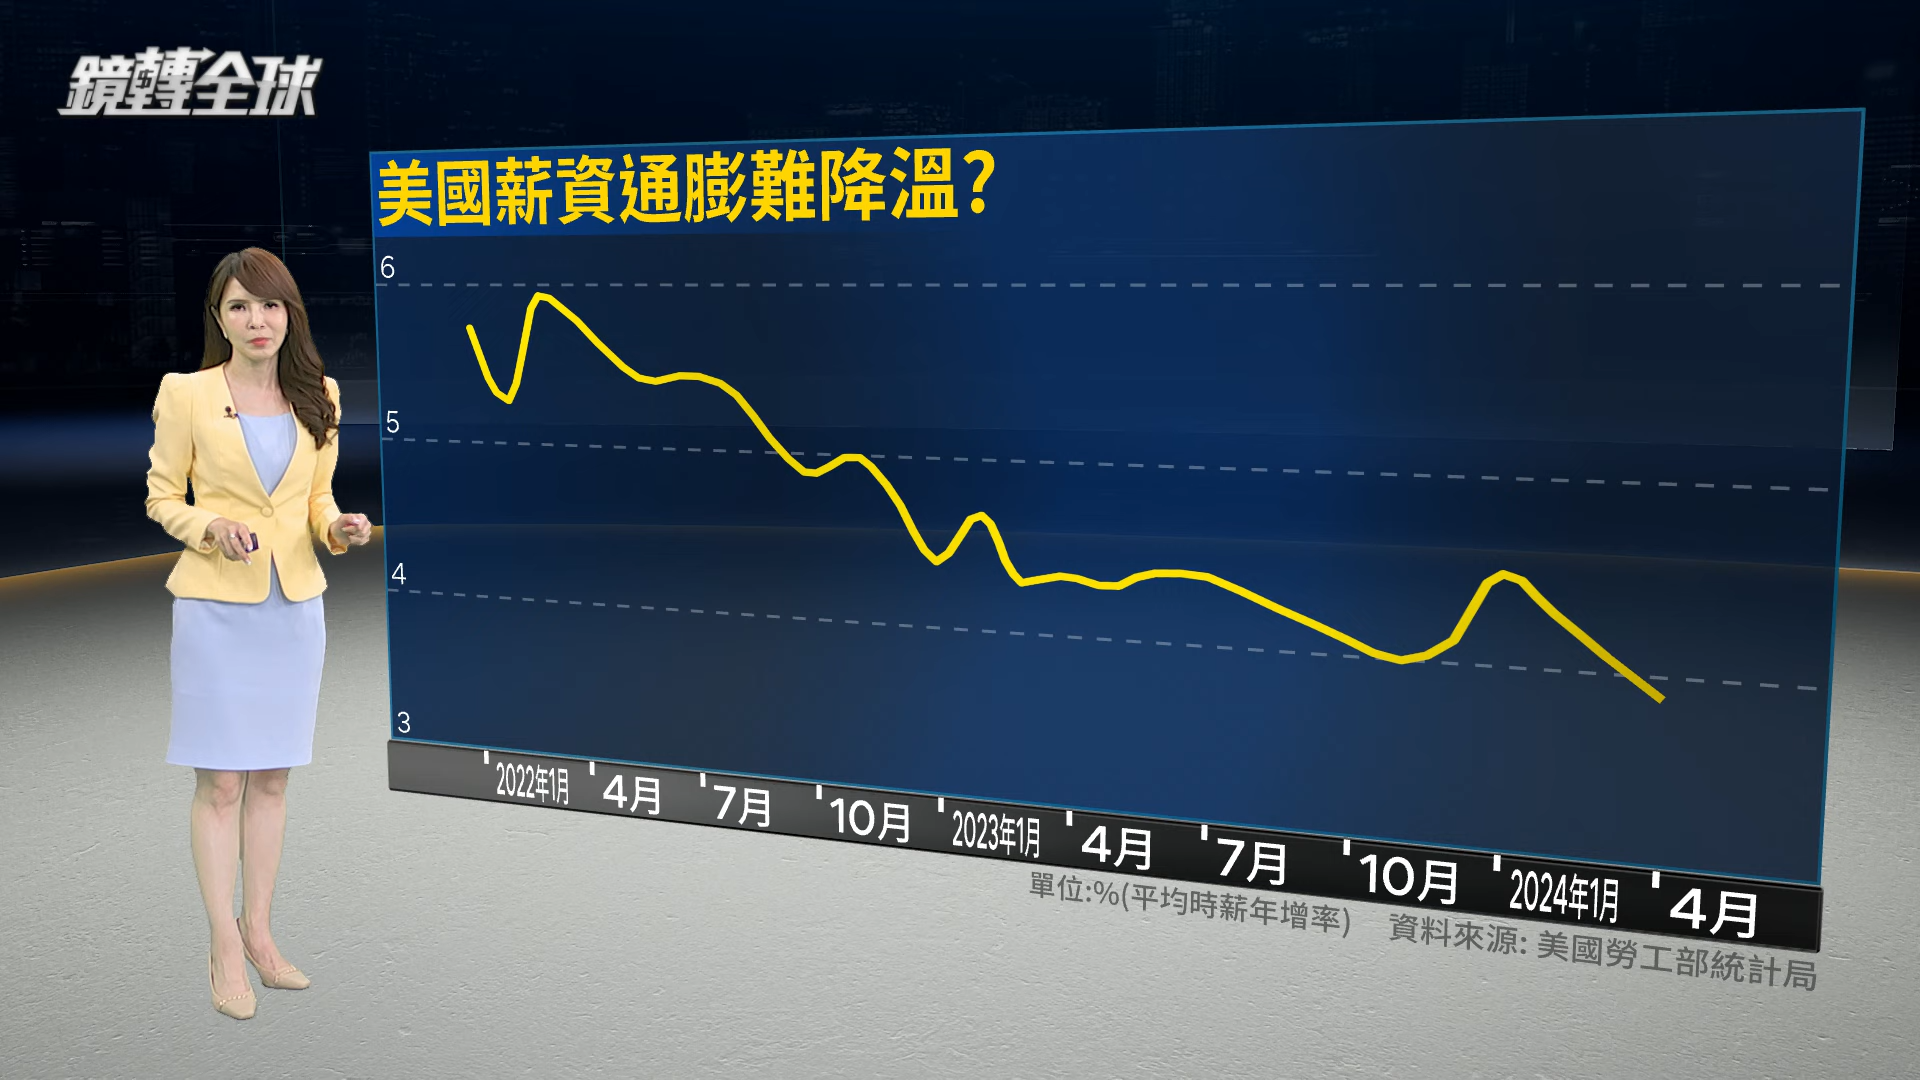 鏡轉全球
美國薪資通膨難降溫?
6
5
4
3
2022年1月 4月 7月 10月 2023年1月 4月 7月 10月 2024年1月 4月
單位:%(平均時薪年增率) 資料來源: 美國勞工部統計局